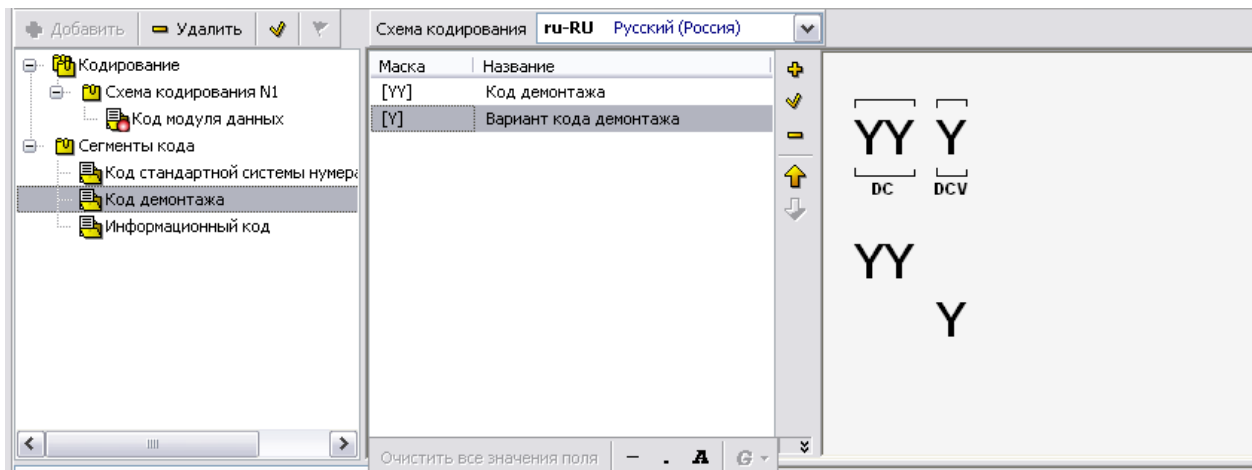 Добавить Удалить Схема кодирования ru-RU Русский (Россия)
Кодирование
Схема кодирования N1
Код модуля данных
Сегменты кода
Код стандартной системы нумера
Код демонтажа
Информационный код
Маска Название
[YY] Код демонтажа
[Y] Вариант кода демонтажа
Очистить все значения поля – . A G
YY Y
DC DCV
YY
Y